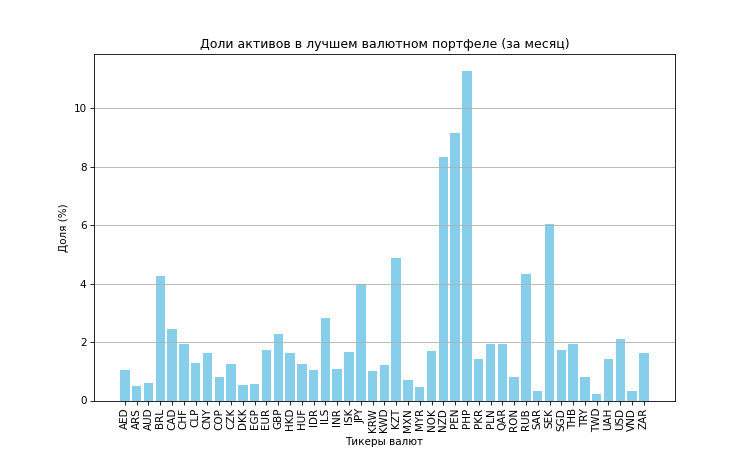 Доли активов в лучшем валютном портфеле (за месяц)
Доля (%)
10
8
6
4
2
0
AED ARS AUD BRL CAD CHF CLP CNY COP CZK DKK EGP EUR GBP HKD HUF IDR ILS INR ISK JPY KRW KWD KZT MXN MYR NOK NZD PEN PHP PKR PLN QAR RON RUB SAR SEK SGD THB TRY TWD UAH USD VND ZAR
Тикеры валют